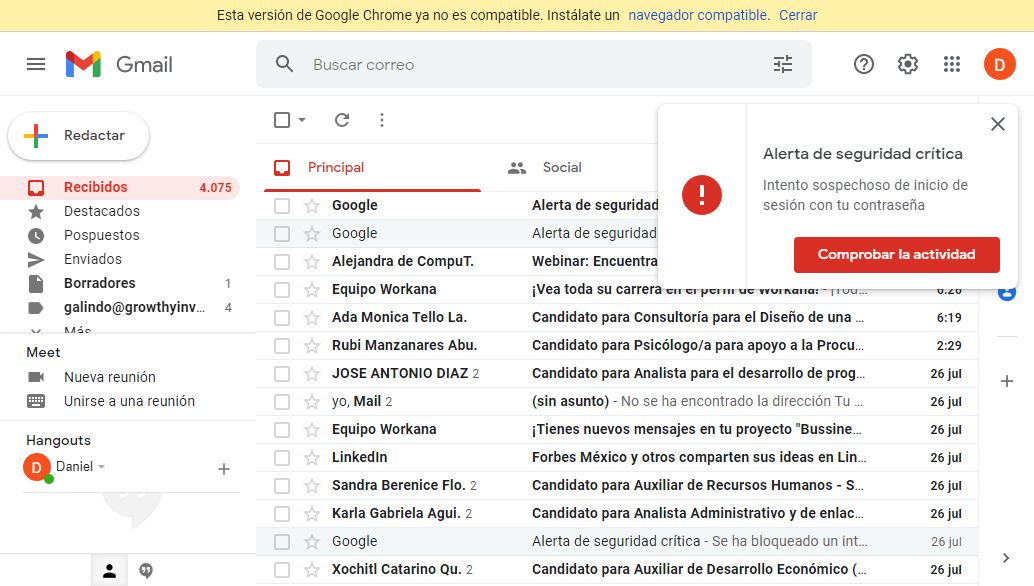 Esta versión de Google Chrome ya no es compatible. Instálate un navegador compatible. Cerrar
Gmail
Buscar correo
D
Redactar
Recibidos 4.075
Destacados
Pospuestos
Enviados
Borradores 1
galindo@growthyinv... 4
Más
Meet
Nueva reunión
Unirse a una reunión
Hangouts
D Daniel
Principal
Social
Alerta de seguridad crítica
Intento sospechoso de inicio de
sesión con tu contraseña
Comprobar la actividad
Google Alerta de seguridad
Google Alerta de seguridad
Alejandra de CompuT. Webinar: Encuentra
Equipo Workana ¡Vea toda su carrera en el perfil de Workana! - ¡Tod... 6:26
Ada Monica Tello La. Candidato para Consultoría para el Diseño de una ... 6:19
Rubi Manzanares Abu. Candidato para Psicólogo/a para apoyo a la Procu... 2:29
JOSE ANTONIO DIAZ 2 Candidato para Analista para el desarrollo de prog... 26 jul
yo, Mail 2 (sin asunto) - No se ha encontrado la dirección Tu ... 26 jul
Equipo Workana ¡Tienes nuevos mensajes en tu proyecto "Bussine... 26 jul
LinkedIn Forbes México y otros comparten sus ideas en Lin... 26 jul
Sandra Berenice Flo. 2 Candidato para Auxiliar de Recursos Humanos - S... 26 jul
Karla Gabriela Agui. 2 Candidato para Analista Administrativo y de enlac... 26 jul
Google Alerta de seguridad crítica - Se ha bloqueado un int... 26 jul
Xochitl Catarino Qu. 2 Candidato para Auxiliar de Desarrollo Económico (... 26 jul